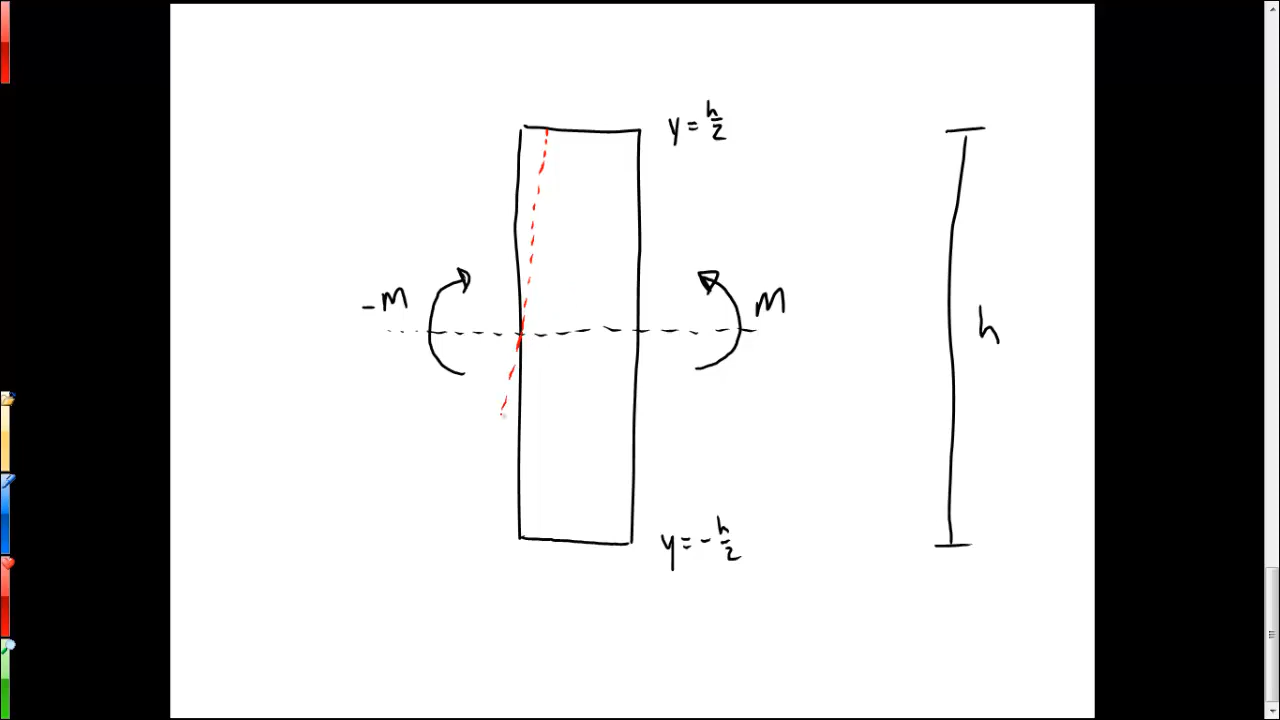 y = h/2
-M
M
h
y = -h/2